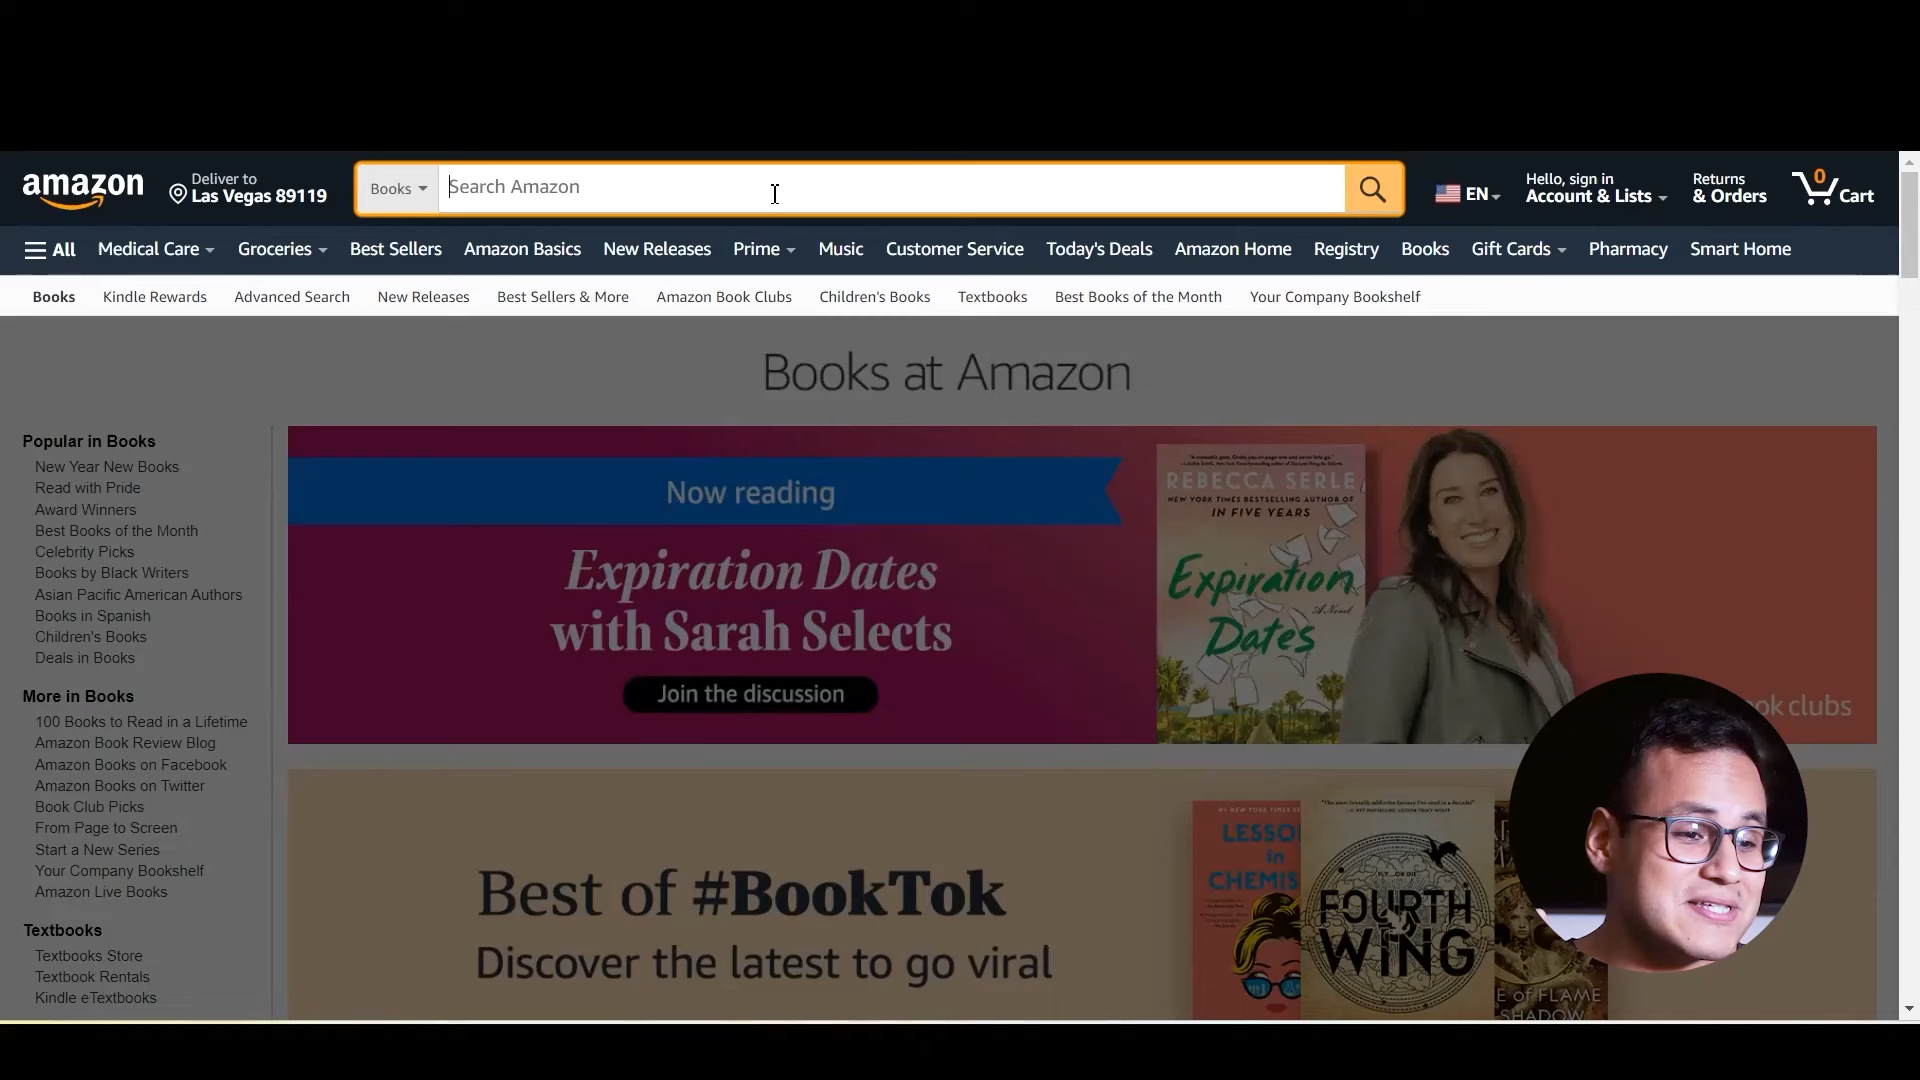 amazon
Deliver to
Las Vegas 89119
Books
Search Amazon
EN
Hello, sign in
Account & Lists
Returns
& Orders
0
Cart
All
Medical Care
Groceries
Best Sellers
Amazon Basics
New Releases
Prime
Music
Customer Service
Today's Deals
Amazon Home
Registry
Books
Gift Cards
Pharmacy
Smart Home
Books
Kindle Rewards
Advanced Search
New Releases
Best Sellers & More
Amazon Book Clubs
Children's Books
Textbooks
Best Books of the Month
Your Company Bookshelf
Books at Amazon
Popular in Books
New Year New Books
Read with Pride
Award Winners
Best Books of the Month
Celebrity Picks
Books by Black Writers
Asian Pacific American Authors
Books in Spanish
Children's Books
Deals in Books
More in Books
100 Books to Read in a Lifetime
Amazon Book Review Blog
Amazon Books on Facebook
Amazon Books on Twitter
Book Club Picks
From Page to Screen
Start a New Series
Your Company Bookshelf
Amazon Live Books
Textbooks
Textbooks Store
Textbook Rentals
Kindle eTextbooks
Now reading
Expiration Dates
with Sarah Selects
Join the discussion
REBECCA SERLE
NEW YORK TIMES BESTSELLING AUTHOR OF
IN FIVE YEARS
Expiration
A Novel
Dates
ok clubs
Best of #BookTok
Discover the latest to go viral
LESSO
in
CHEMIS
FLY...OR DIE
FOURTH
WING
E of FLAME
SHADOW